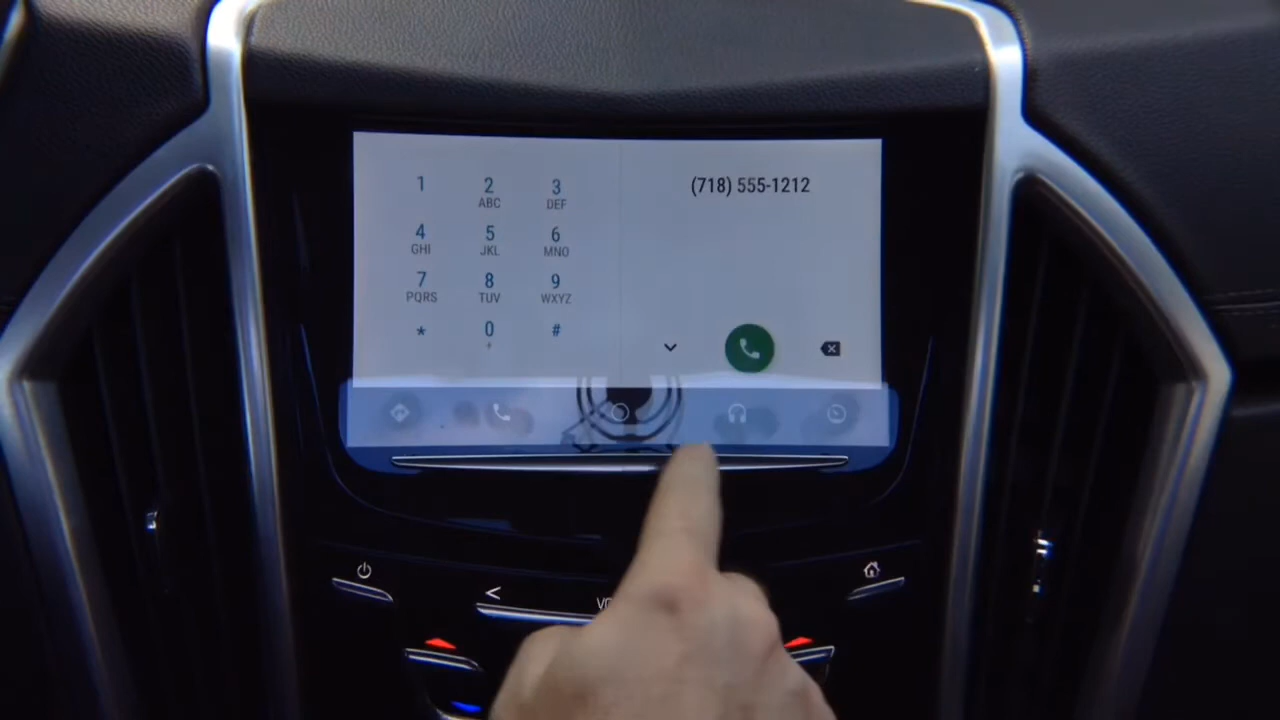 (718) 555-1212
1 2 3
ABC DEF
4 5 6
GHI JKL MNO
7 8 9
PQRS TUV WXYZ
* 0 #
+